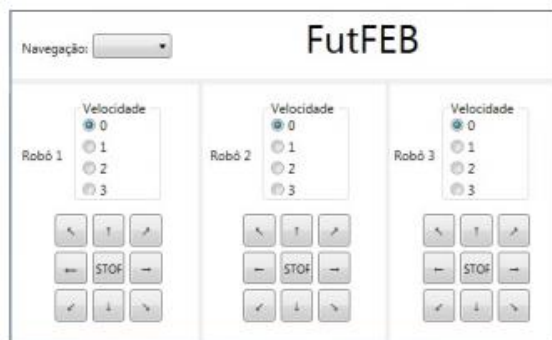 FutFEB
Navegação:
Velocidade
0
Robô 1
1
2
3
↖ ↑ ↗
← STOP →
↙ ↓ ↘
Velocidade
0
Robô 2
1
2
3
↖ ↑ ↗
← STOP →
↙ ↓ ↘
Velocidade
0
Robô 3
1
2
3
↖ ↑ ↗
← STOP →
↙ ↓ ↘